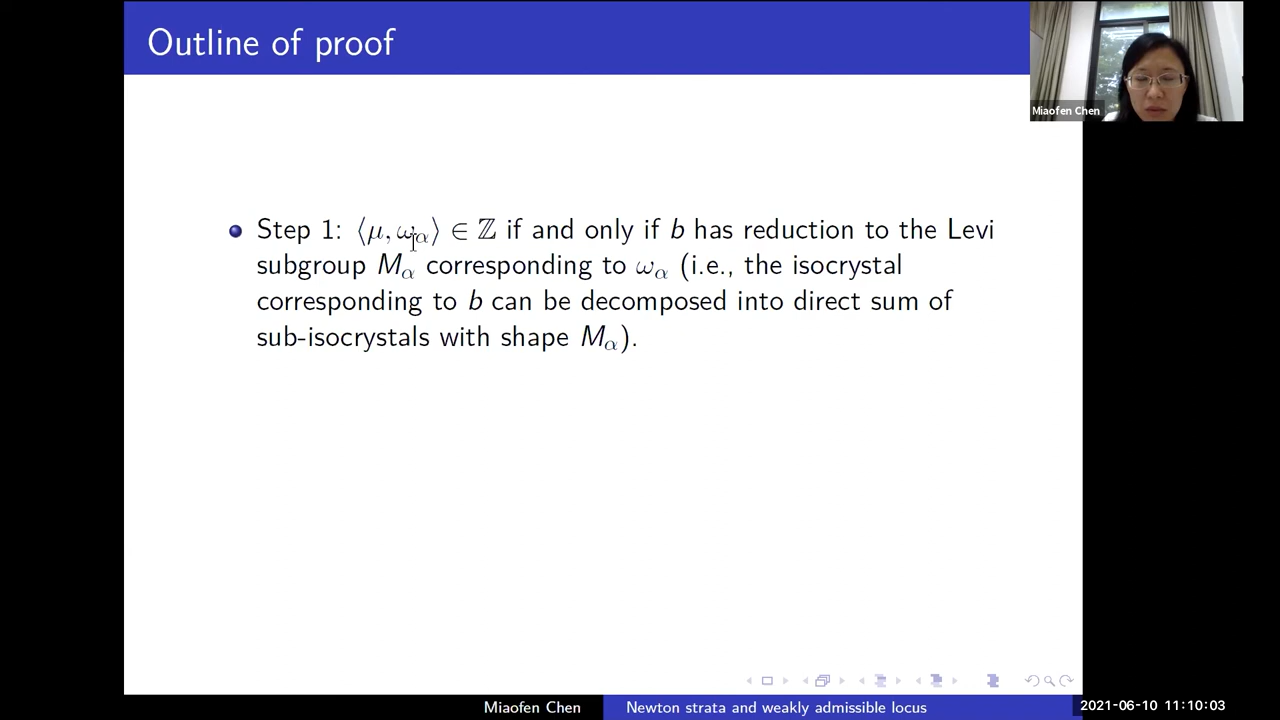 Outline of proof
Miaofen Chen
Step 1: ⟨μ, ω_α⟩ ∈ ℤ if and only if b has reduction to the Levi
subgroup M_α corresponding to ω_α (i.e., the isocrystal
corresponding to b can be decomposed into direct sum of
sub-isocrystals with shape M_α).
Miaofen Chen
Newton strata and weakly admissible locus
2021-06-10 11:10:03